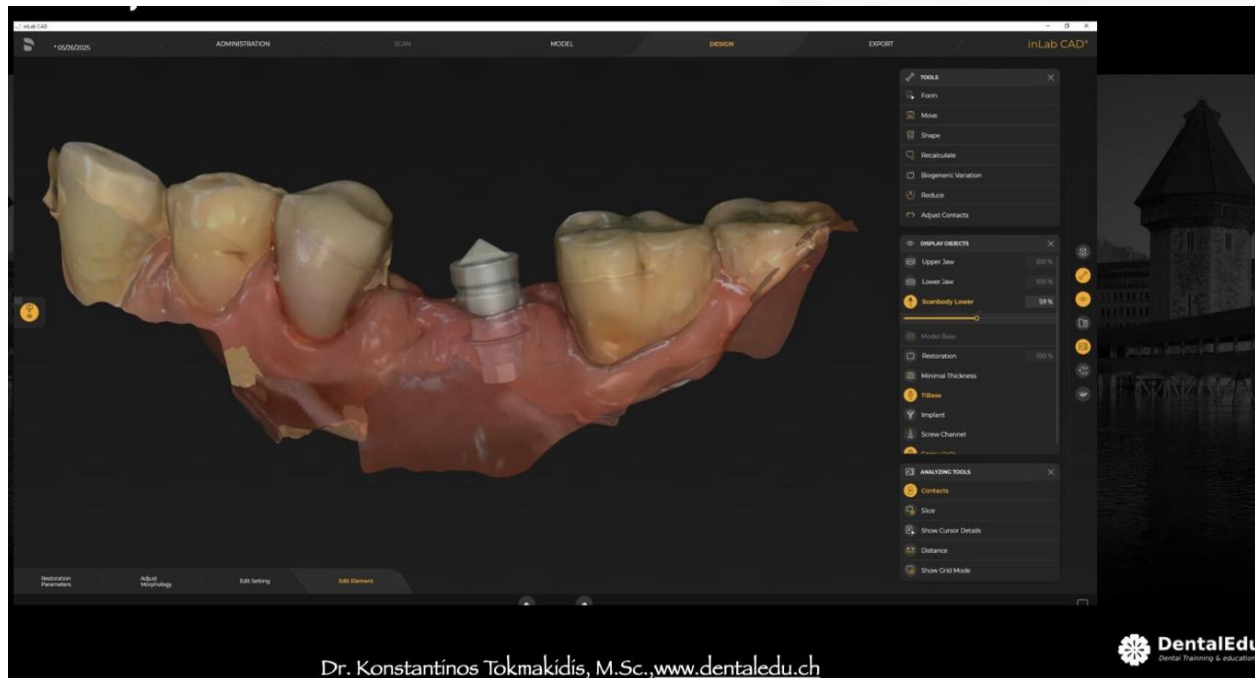 inLab CAD
* 05/26/2025
ADMINISTRATION
SCAN
MODEL
DESIGN
EXPORT
inLab CAD®
TOOLS
Form
Move
Shape
Recalculate
Biogeneric Variation
Reduce
Adjust Contacts
DISPLAY OBJECTS
Upper Jaw 100 %
Lower Jaw 100 %
Scanbody Lower 59 %
Model Base
Restoration 100 %
Minimal Thickness
TiBase
Implant
Screw Channel
ANALYZING TOOLS
Contacts
Slice
Show Cursor Details
Distance
Show Grid Mode
Restoration
Parameters
Adjust
Morphology
Edit Setting
Edit Element
Dr. Konstantinos Tokmakidis, M.Sc.,www.dentaledu.ch
DentalEdu
Dental Trainning & education